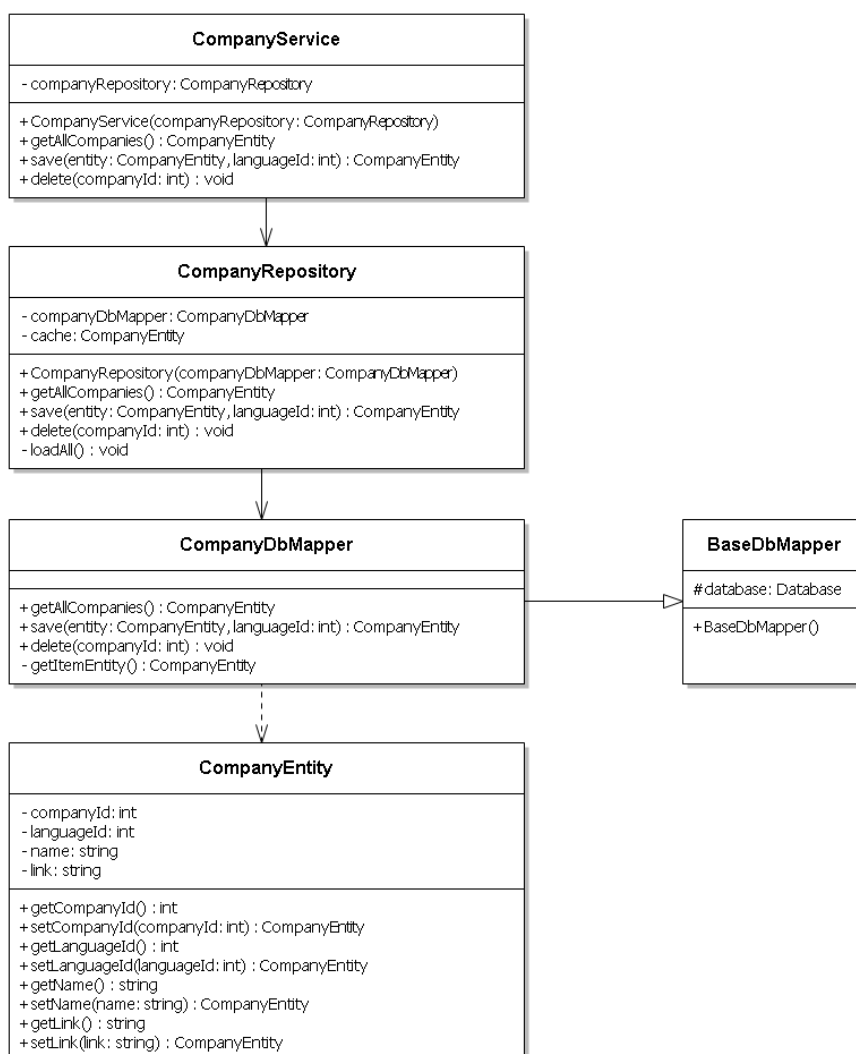 CompanyService
- companyRepository: CompanyRepository
+ CompanyService(companyRepository: CompanyRepository)
+ getAllCompanies() : CompanyEntity
+ save(entity: CompanyEntity, languageId: int) : CompanyEntity
+ delete(companyId: int) : void
CompanyRepository
- companyDbMapper: CompanyDbMapper
- cache: CompanyEntity
+ CompanyRepository(companyDbMapper: CompanyDbMapper)
+ getAllCompanies() : CompanyEntity
+ save(entity: CompanyEntity, languageId: int) : CompanyEntity
+ delete(companyId: int) : void
- loadAll() : void
CompanyDbMapper
+ getAllCompanies() : CompanyEntity
+ save(entity: CompanyEntity, languageId: int) : CompanyEntity
+ delete(companyId: int) : void
- getItemEntity() : CompanyEntity
BaseDbMapper
# database: Database
+ BaseDbMapper()
CompanyEntity
- companyId: int
- languageId: int
- name: string
- link: string
+ getCompanyId() : int
+ setCompanyId(companyId: int) : CompanyEntity
+ getLanguageId() : int
+ setLanguageId(languageId: int) : CompanyEntity
+ getName() : string
+ setName(name: string) : CompanyEntity
+ getLink() : string
+ setLink(link: string) : CompanyEntity